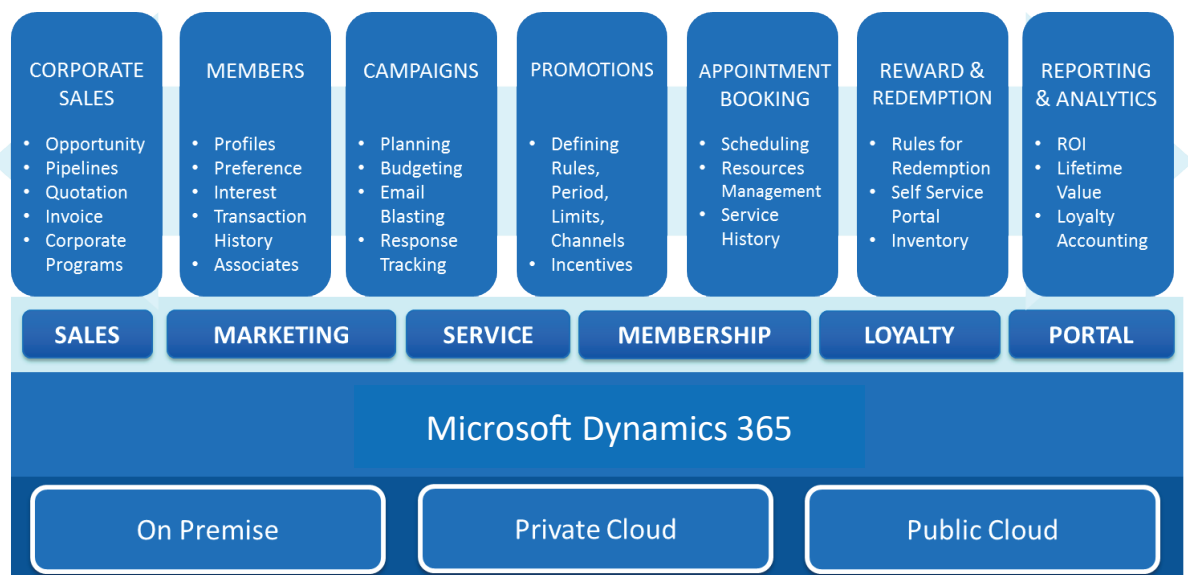 CORPORATE
SALES
• Opportunity
• Pipelines
• Quotation
• Invoice
• Corporate
Programs
MEMBERS
• Profiles
• Preference
• Interest
• Transaction
History
• Associates
CAMPAIGNS
• Planning
• Budgeting
• Email
Blasting
• Response
Tracking
PROMOTIONS
• Defining
Rules,
Period,
Limits,
Channels
• Incentives
APPOINTMENT
BOOKING
• Scheduling
• Resources
Management
• Service
History
REWARD &
REDEMPTION
• Rules for
Redemption
• Self Service
Portal
• Inventory
REPORTING
& ANALYTICS
• ROI
• Lifetime
Value
• Loyalty
Accounting
SALES
MARKETING
SERVICE
MEMBERSHIP
LOYALTY
PORTAL
Microsoft Dynamics 365
On Premise
Private Cloud
Public Cloud